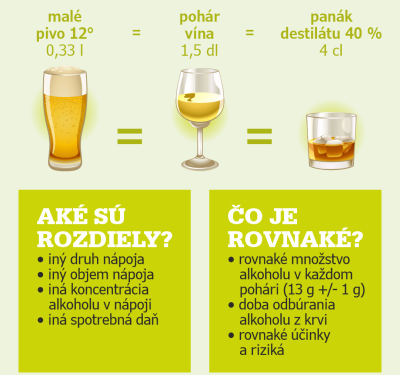 malé = pohár = panák
pivo 12° vína destilátu 40 %
0,33 l 1,5 dl 4 cl
= =
AKÉ SÚ
ROZDIELY?
• iný druh nápoja
• iný objem nápoja
• iná koncentrácia
alkoholu v nápoji
• iná spotrebná daň
ČO JE
ROVNAKÉ?
• rovnaké množstvo
alkoholu v každom
pohári (13 g +/- 1 g)
• doba odbúrania
alkoholu z krvi
• rovnaké účinky
a riziká